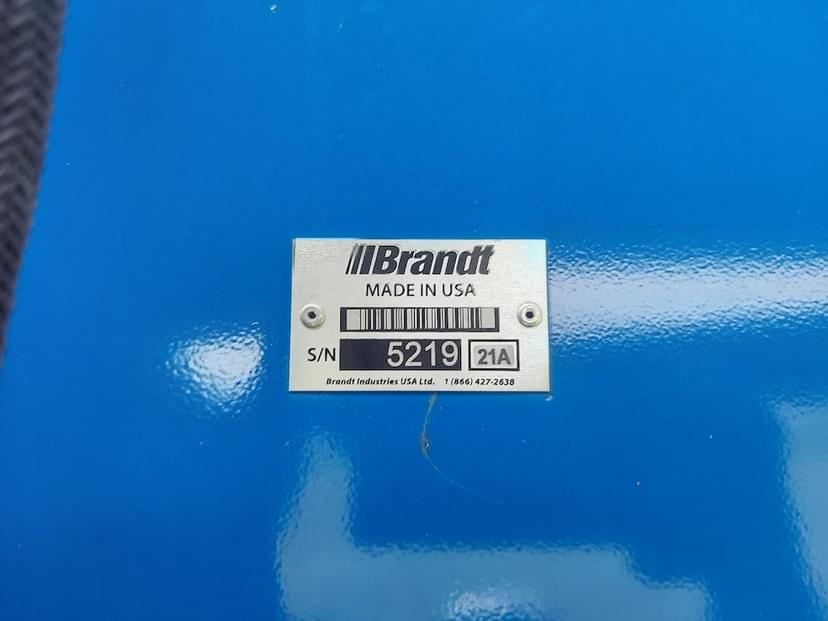 Brandt
MADE IN USA
S/N 5219 21A
Brandt Industries USA Ltd. 1 (866) 427-2638